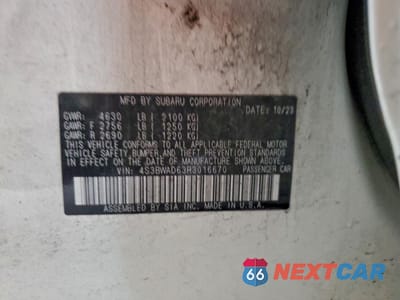 MFD BY SUBARU CORPORATION
DATE: 10/23
GVWR: 4630 LB ( 2100 KG)
GAWR: F 2756 LB ( 1250 KG)
GAWR: R 2690 LB ( 1220 KG)
THIS VEHICLE CONFORMS TO ALL APPLICABLE FEDERAL MOTOR
VEHICLE SAFETY BUMPER, AND THEFT PREVENTION STANDARDS
IN EFFECT ON THE DATE OF MANUFACTURE SHOWN ABOVE.
VIN: 4S3BWAD63R3016670 PASSENGER CAR
ASSEMBLED BY SIA INC. MADE IN U.S.A.
66 NEXTCAR